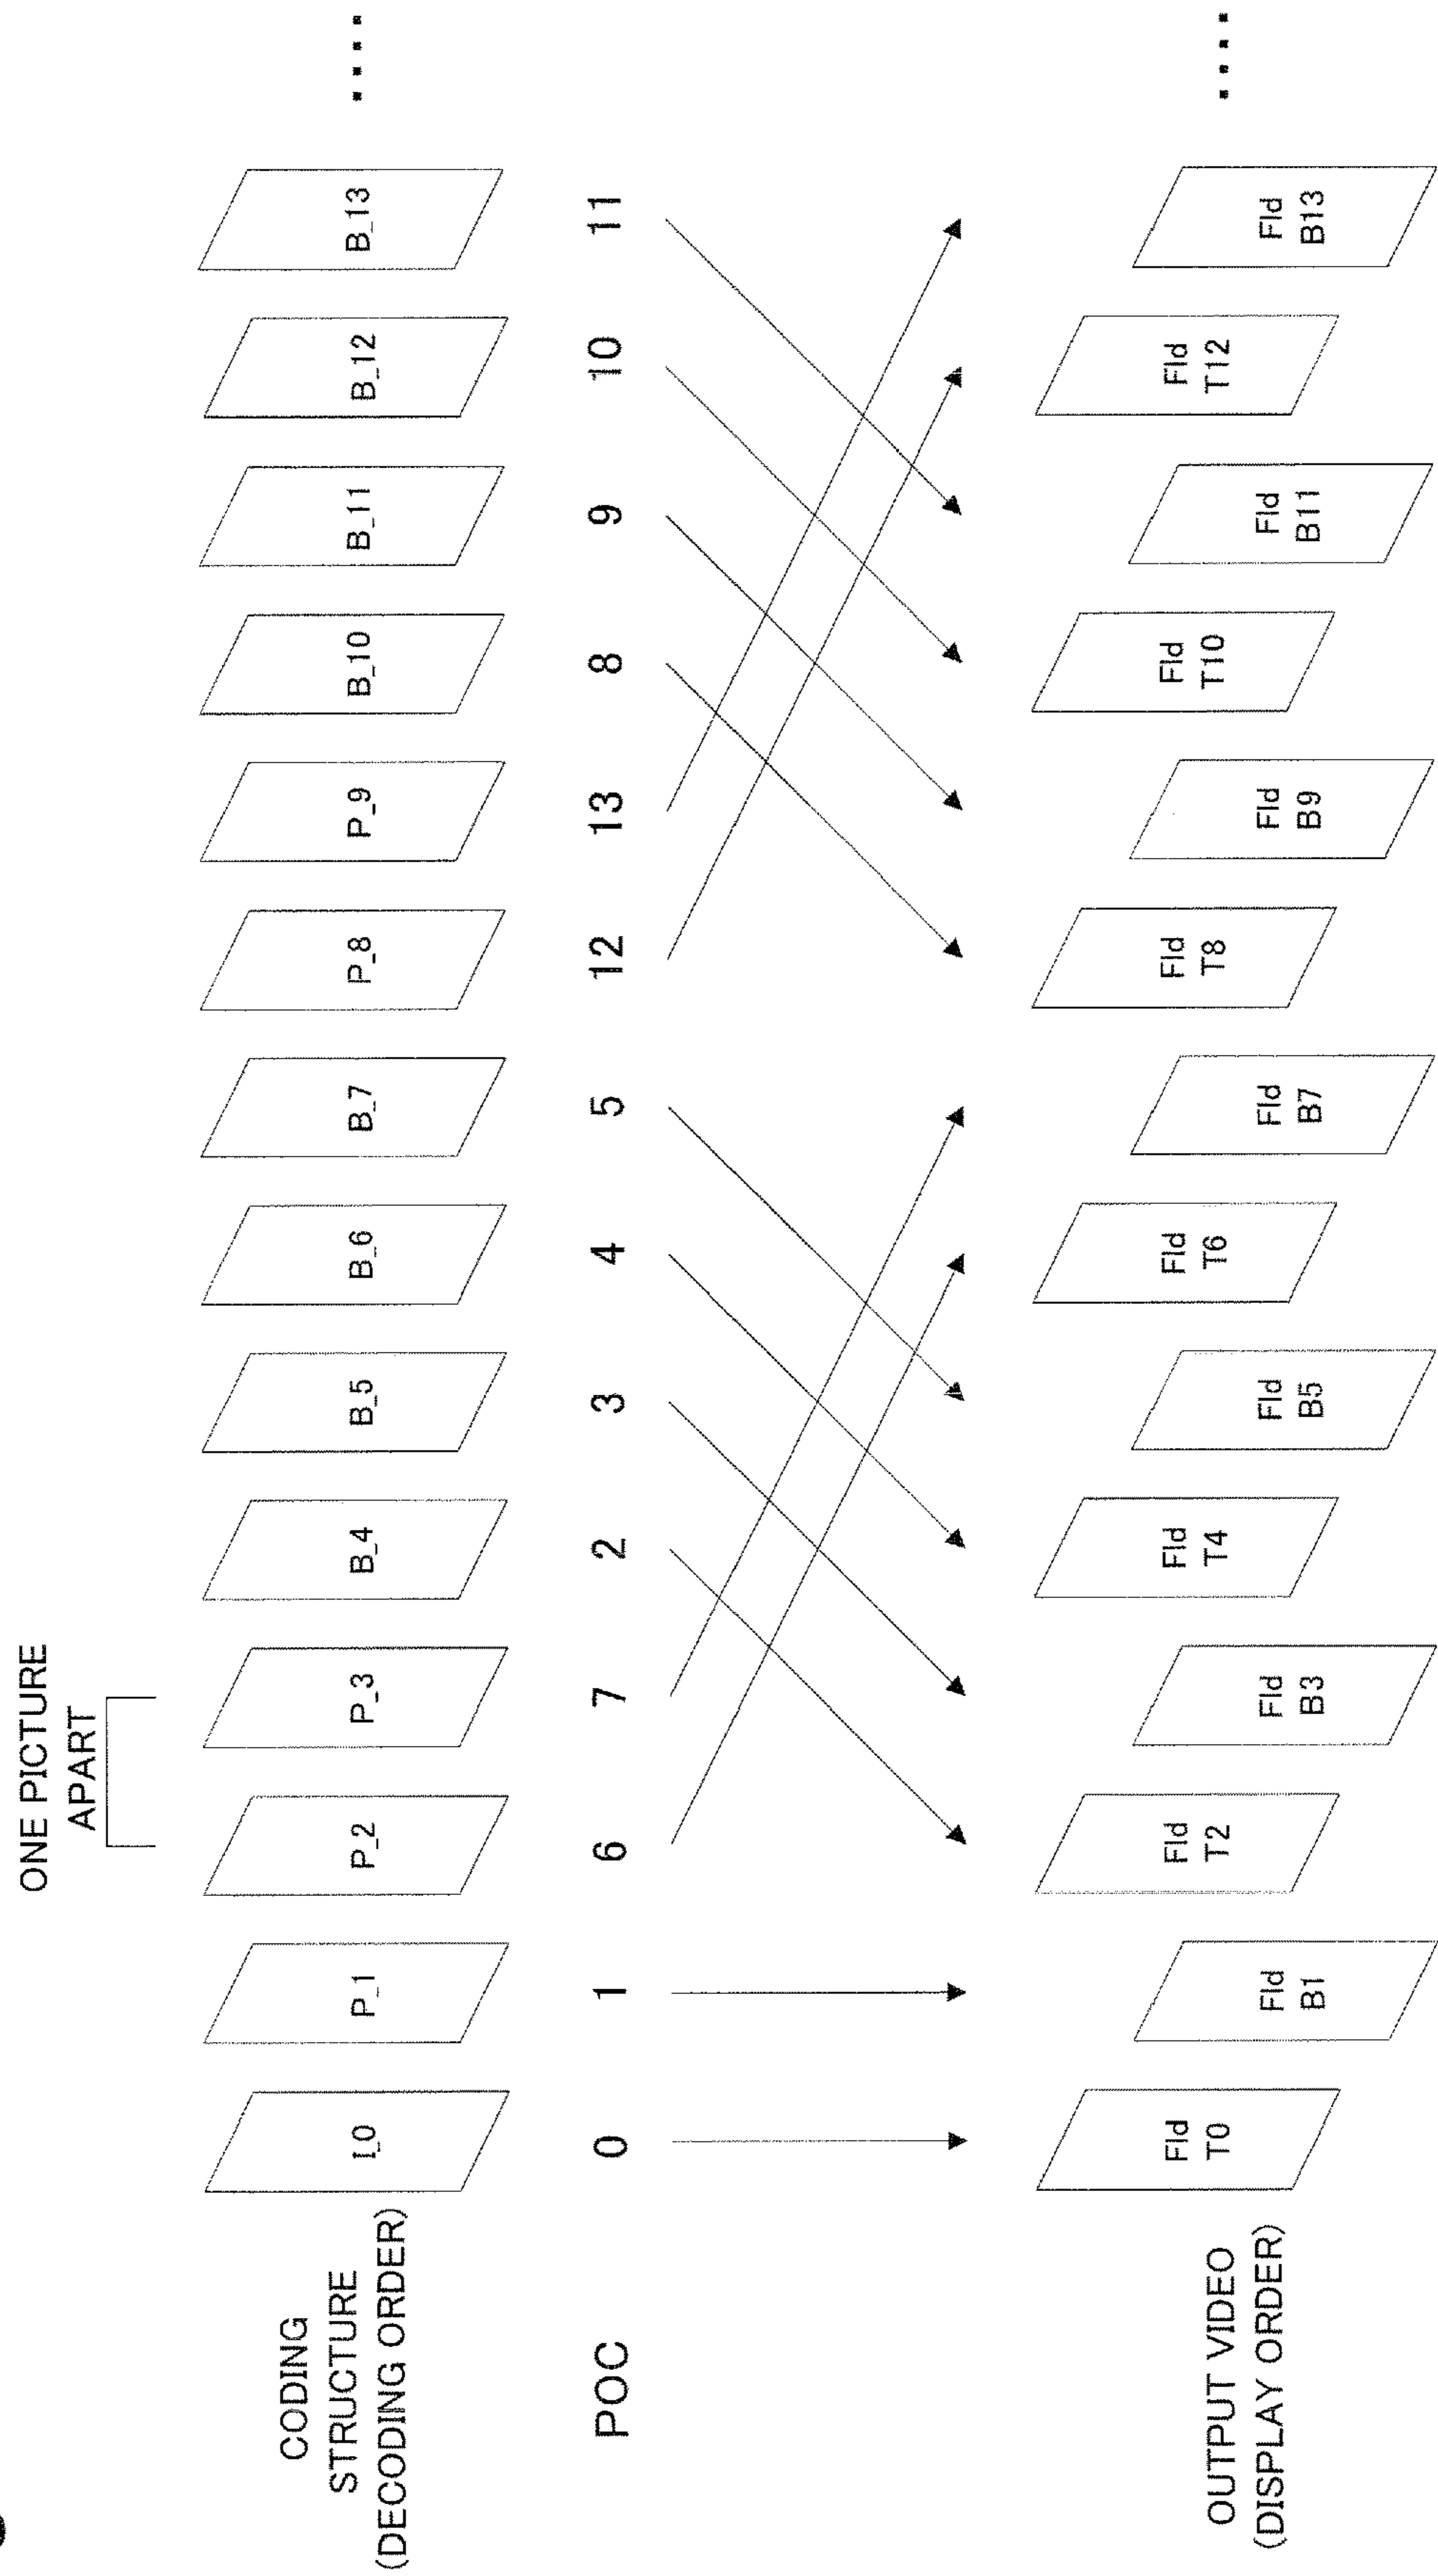 ONE PICTURE
APART
CODING
STRUCTURE
(DECODING ORDER)
I_0
P_1
P_2
P_3
B_4
B_5
B_6
B_7
P_8
P_9
B_10
B_11
B_12
B_13
POC
0
1
6
7
2
3
4
5
12
13
8
9
10
11
OUTPUT VIDEO
(DISPLAY ORDER)
Fld
T0
Fld
B1
Fld
T2
Fld
B3
Fld
T4
Fld
B5
Fld
T6
Fld
B7
Fld
T8
Fld
B9
Fld
T10
Fld
B11
Fld
T12
Fld
B13